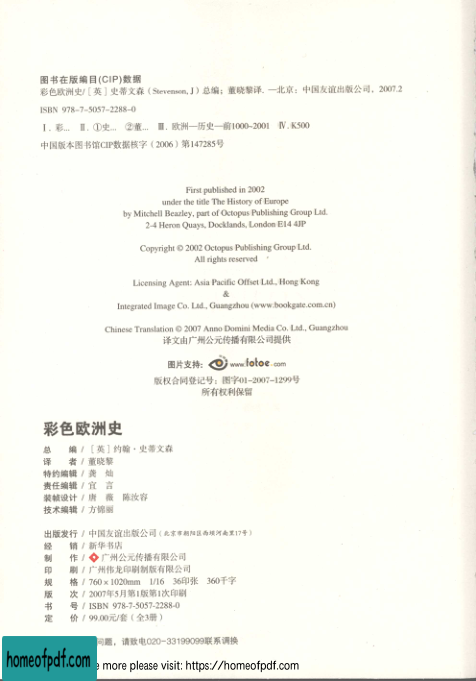 图书在版编目(CIP)数据
彩色欧洲史/［英］史蒂文森（Stevenson, J）总编；董晓黎译.—北京：中国友谊出版公司，2007.2
ISBN 978-7-5057-2288-0
Ⅰ.彩... Ⅱ.①史... ②董... Ⅲ.欧洲—历史—前1000~2001 Ⅳ.K500
中国版本图书馆CIP数据核字（2006）第147285号
First published in 2002
under the title The History of Europe
by Mitchell Beazley, part of Octopus Publishing Group Ltd.
2-4 Heron Quays, Docklands, London E14 4JP
Copyright © 2002 Octopus Publishing Group Ltd.
All rights reserved
Licensing Agent: Asia Pacific Offset Ltd., Hong Kong
&
Integrated Image Co. Ltd., Guangzhou (www.bookgate.com.cn)
Chinese Translation © 2007 Anno Domini Media Co. Ltd., Guangzhou
译文由广州公元传播有限公司提供
图片支持： www.fotoe.com
版权合同登记号：图字01-2007-1299号
所有权利保留
彩色欧洲史
总 编 / ［英］约翰·史蒂文森
译 者 / 董晓黎
特约编辑 / 龚 灿
责任编辑 / 宜 言
装帧设计 / 唐 薇 陈汝容
技术编辑 / 方锦丽
出版发行 / 中国友谊出版公司（北京市朝阳区西坝河南里17号）
经 销 / 新华书店
制 作 / 广州公元传播有限公司
印 刷 / 广州伟龙印刷制版有限公司
规 格 / 760×1020mm 1/16 36印张 360千字
版 次 / 2007年5月第1版第1次印刷
书 号 / ISBN 978-7-5057-2288-0
定 价 / 99.00元/套（全3册）
问题，请致电020-33199099联系调换
homeofpdf.com
e more please visit: https://homeofpdf.com